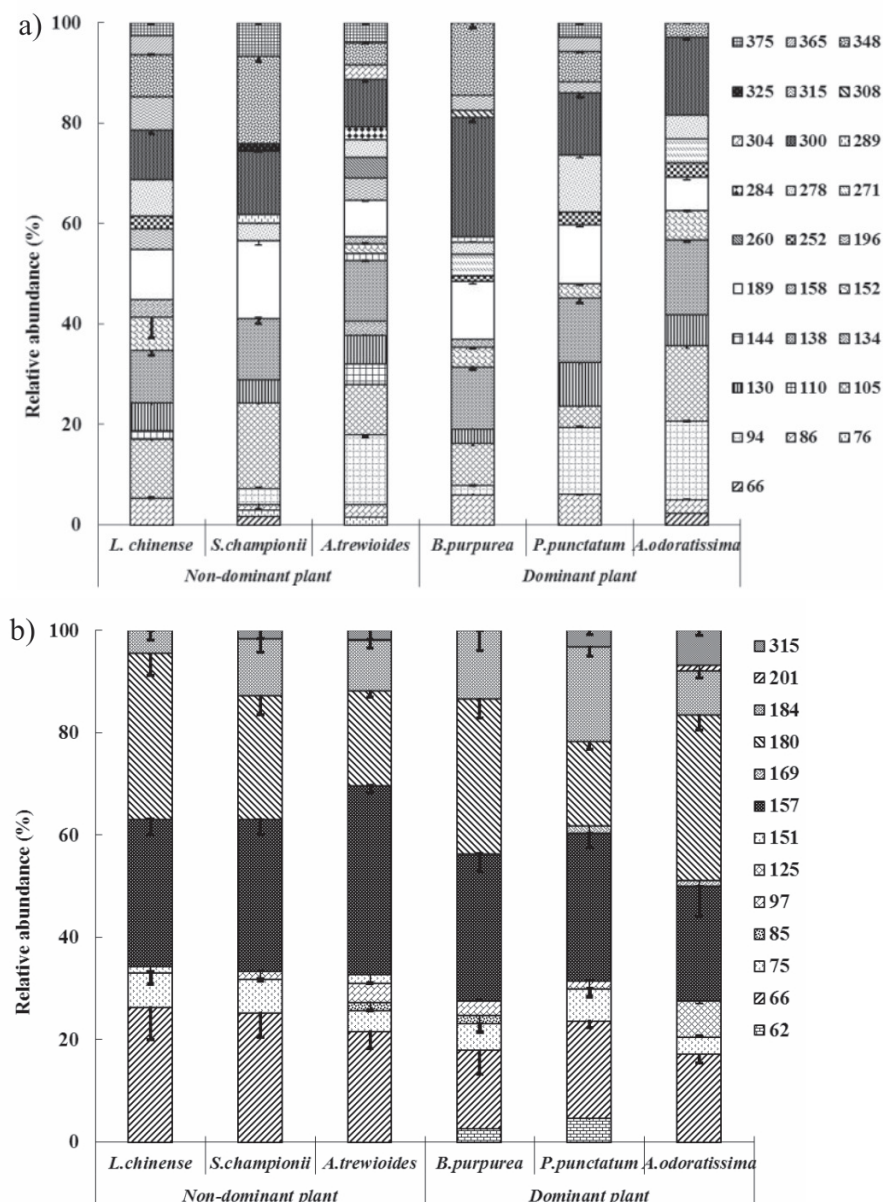 a)
100
80
60
40
20
0
Relative abundance (%)
L. chinense S.championii A.trewioides B.purpurea P.punctatum A.odoratissima
Non-dominant plant Dominant plant
375 365 348
325 315 308
304 300 289
284 278 271
260 252 196
189 158 152
144 138 134
130 110 105
94 86 76
66
b)
100
80
60
40
20
0
Relative abundance (%)
L.chinense S.championii A.trewioides B.purpurea P.punctatum A.odoratissima
Non-dominant plant Dominant plant
315
201
184
180
169
157
151
125
97
85
75
66
62